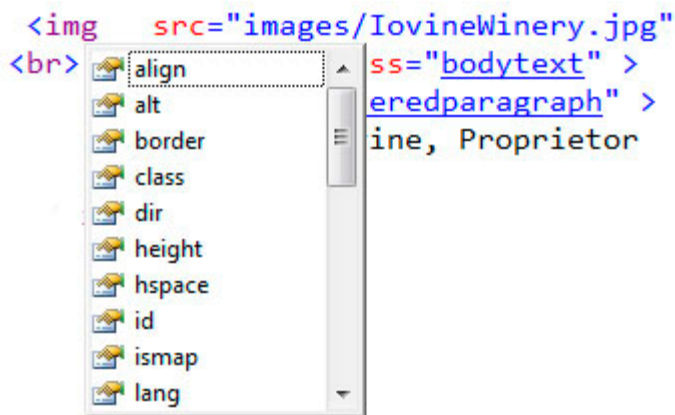 <img src="images/IovineWinery.jpg"
<br> ss="bodytext" >
eredparagraph" >
ine, Proprietor
align
alt
border
class
dir
height
hspace
id
ismap
lang